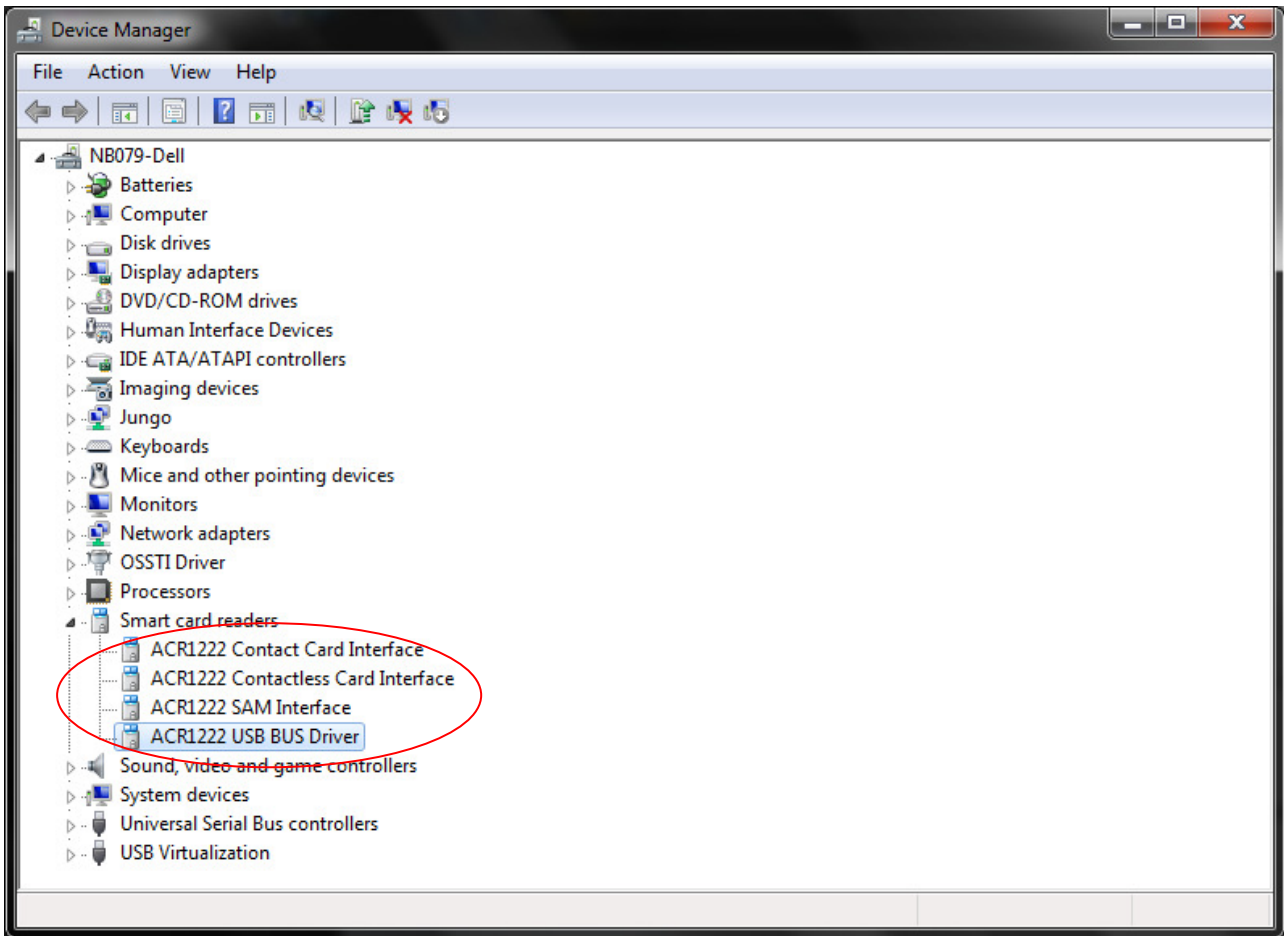 Device Manager
File Action View Help
NB079-Dell
Batteries
Computer
Disk drives
Display adapters
DVD/CD-ROM drives
Human Interface Devices
IDE ATA/ATAPI controllers
Imaging devices
Jungo
Keyboards
Mice and other pointing devices
Monitors
Network adapters
OSSTI Driver
Processors
Smart card readers
ACR1222 Contact Card Interface
ACR1222 Contactless Card Interface
ACR1222 SAM Interface
ACR1222 USB BUS Driver
Sound, video and game controllers
System devices
Universal Serial Bus controllers
USB Virtualization